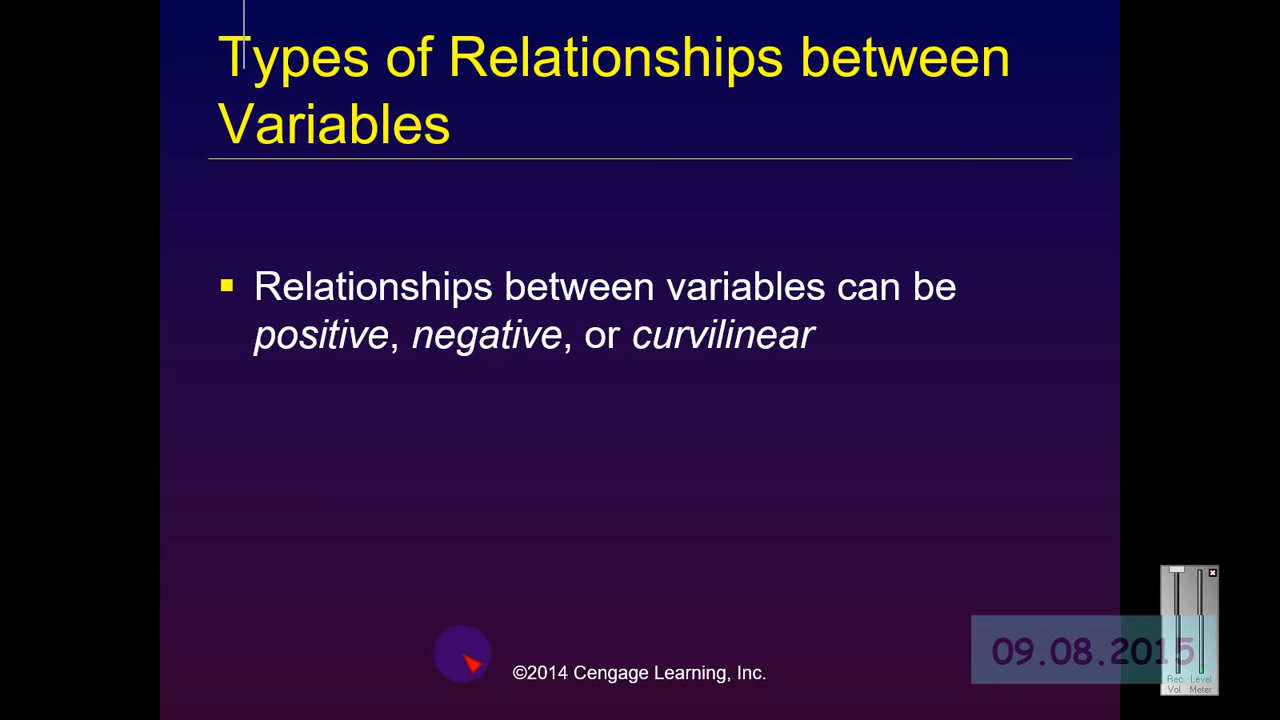 Types of Relationships between
Variables
▪ Relationships between variables can be
positive, negative, or curvilinear
©2014 Cengage Learning, Inc.
09.08.2015
Rec Level
Vol. Meter